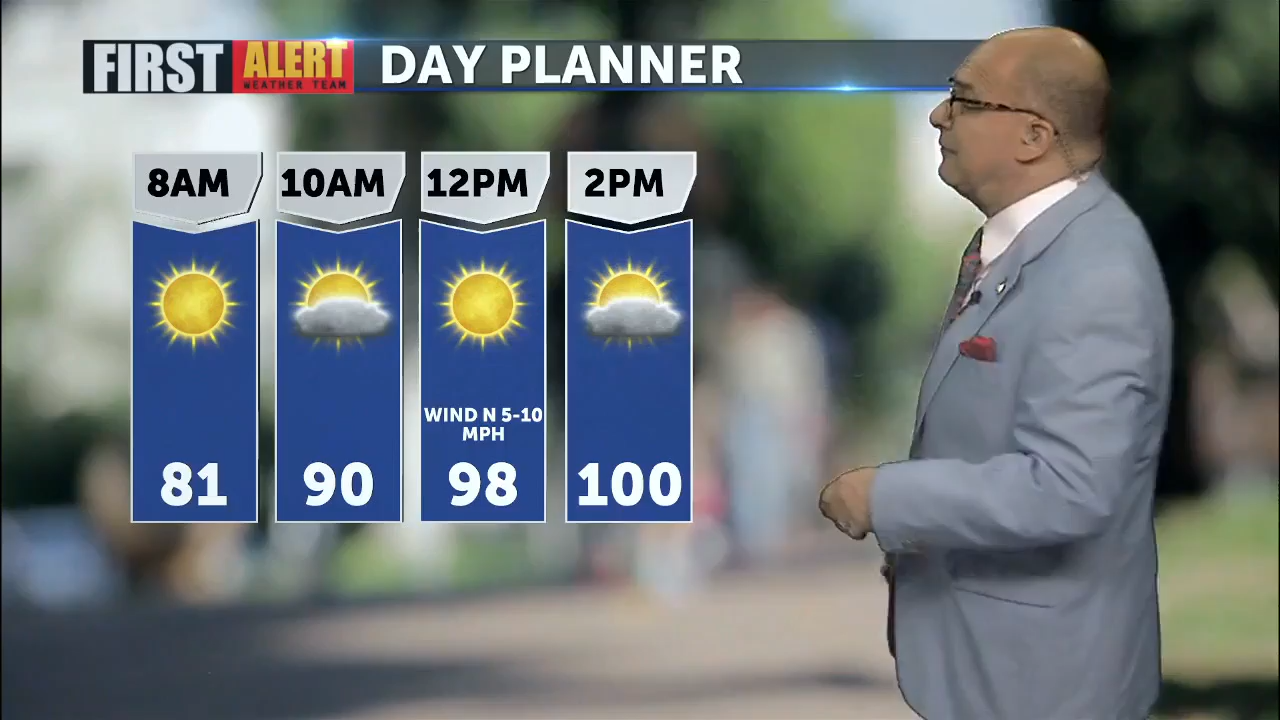 FIRST ALERT DAY PLANNER
WEATHER TEAM
8AM 10AM 12PM 2PM
WIND N 5-10
MPH
81 90 98 100